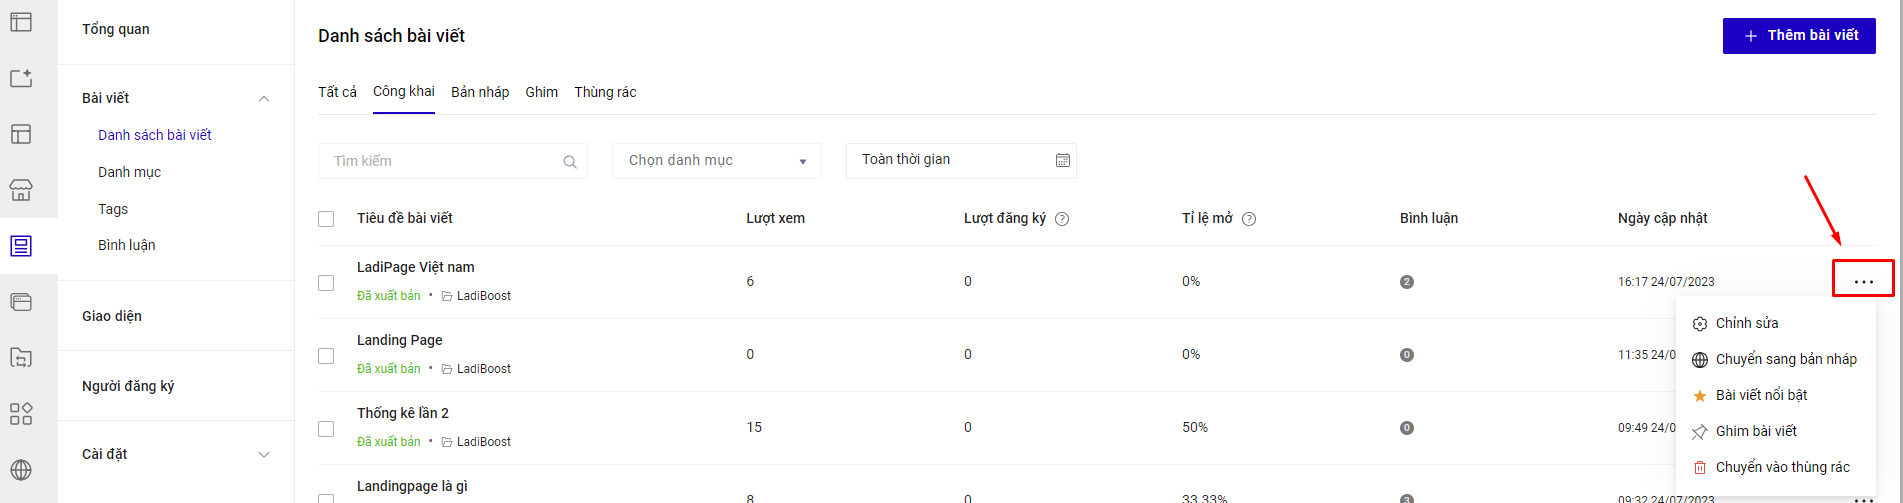 Tổng quan
Bài viết
Danh sách bài viết
Danh mục
Tags
Bình luận
Giao diện
Người đăng ký
Cài đặt
Danh sách bài viết
+ Thêm bài viết
Tất cả Công khai Bản nháp Ghim Thùng rác
Tìm kiếm Chọn danh mục Toàn thời gian
Tiêu đề bài viết Lượt xem Lượt đăng ký ? Tỉ lệ mở ? Bình luận Ngày cập nhật
LadiPage Việt nam 6 0 0% 2 16:17 24/07/2023
Đã xuất bản • LadiBoost
Landing Page 0 0 0% 0 11:35 24/0
Đã xuất bản • LadiBoost
Thống kê lần 2 15 0 50% 0 09:49 24/0
Đã xuất bản • LadiBoost
Landingpage là gì 8 0 33.33% 3 09:32 24/07/2023
Chỉnh sửa
Chuyển sang bản nháp
Bài viết nổi bật
Ghim bài viết
Chuyển vào thùng rác